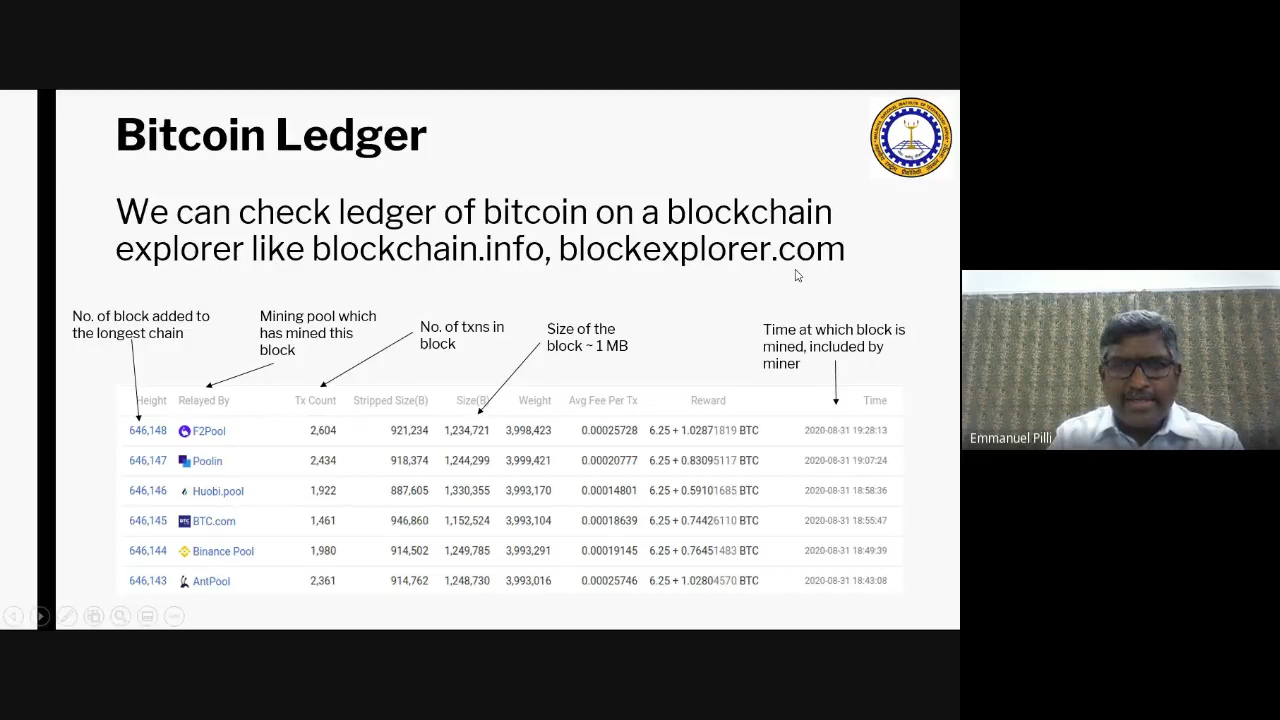 Bitcoin Ledger
We can check ledger of bitcoin on a blockchain
explorer like blockchain.info, blockexplorer.com
No. of block added to
the longest chain
Mining pool which
has mined this
block
No. of txns in
block
Size of the
block ~ 1 MB
Time at which block is
mined, included by
miner
Height Relayed By Tx Count Stripped Size(B) Size(B) Weight Avg Fee Per Tx Reward Time
646,148 F2Pool 2,604 921,234 1,234,721 3,998,423 0.00025728 6.25 + 1.02871819 BTC 2020-08-31 19:28:13
646,147 Poolin 2,434 918,374 1,244,299 3,999,421 0.00020777 6.25 + 0.83095117 BTC 2020-08-31 19:07:24
646,146 Huobi.pool 1,922 887,605 1,330,355 3,993,170 0.00014801 6.25 + 0.59101685 BTC 2020-08-31 18:58:36
646,145 BTC.com 1,461 946,860 1,152,524 3,993,104 0.00018639 6.25 + 0.74426110 BTC 2020-08-31 18:55:47
646,144 Binance Pool 1,980 914,502 1,249,785 3,993,291 0.00019145 6.25 + 0.76451483 BTC 2020-08-31 18:49:39
646,143 AntPool 2,361 914,762 1,248,730 3,993,016 0.00025746 6.25 + 1.02804570 BTC 2020-08-31 18:43:08
Emmanuel Pilli